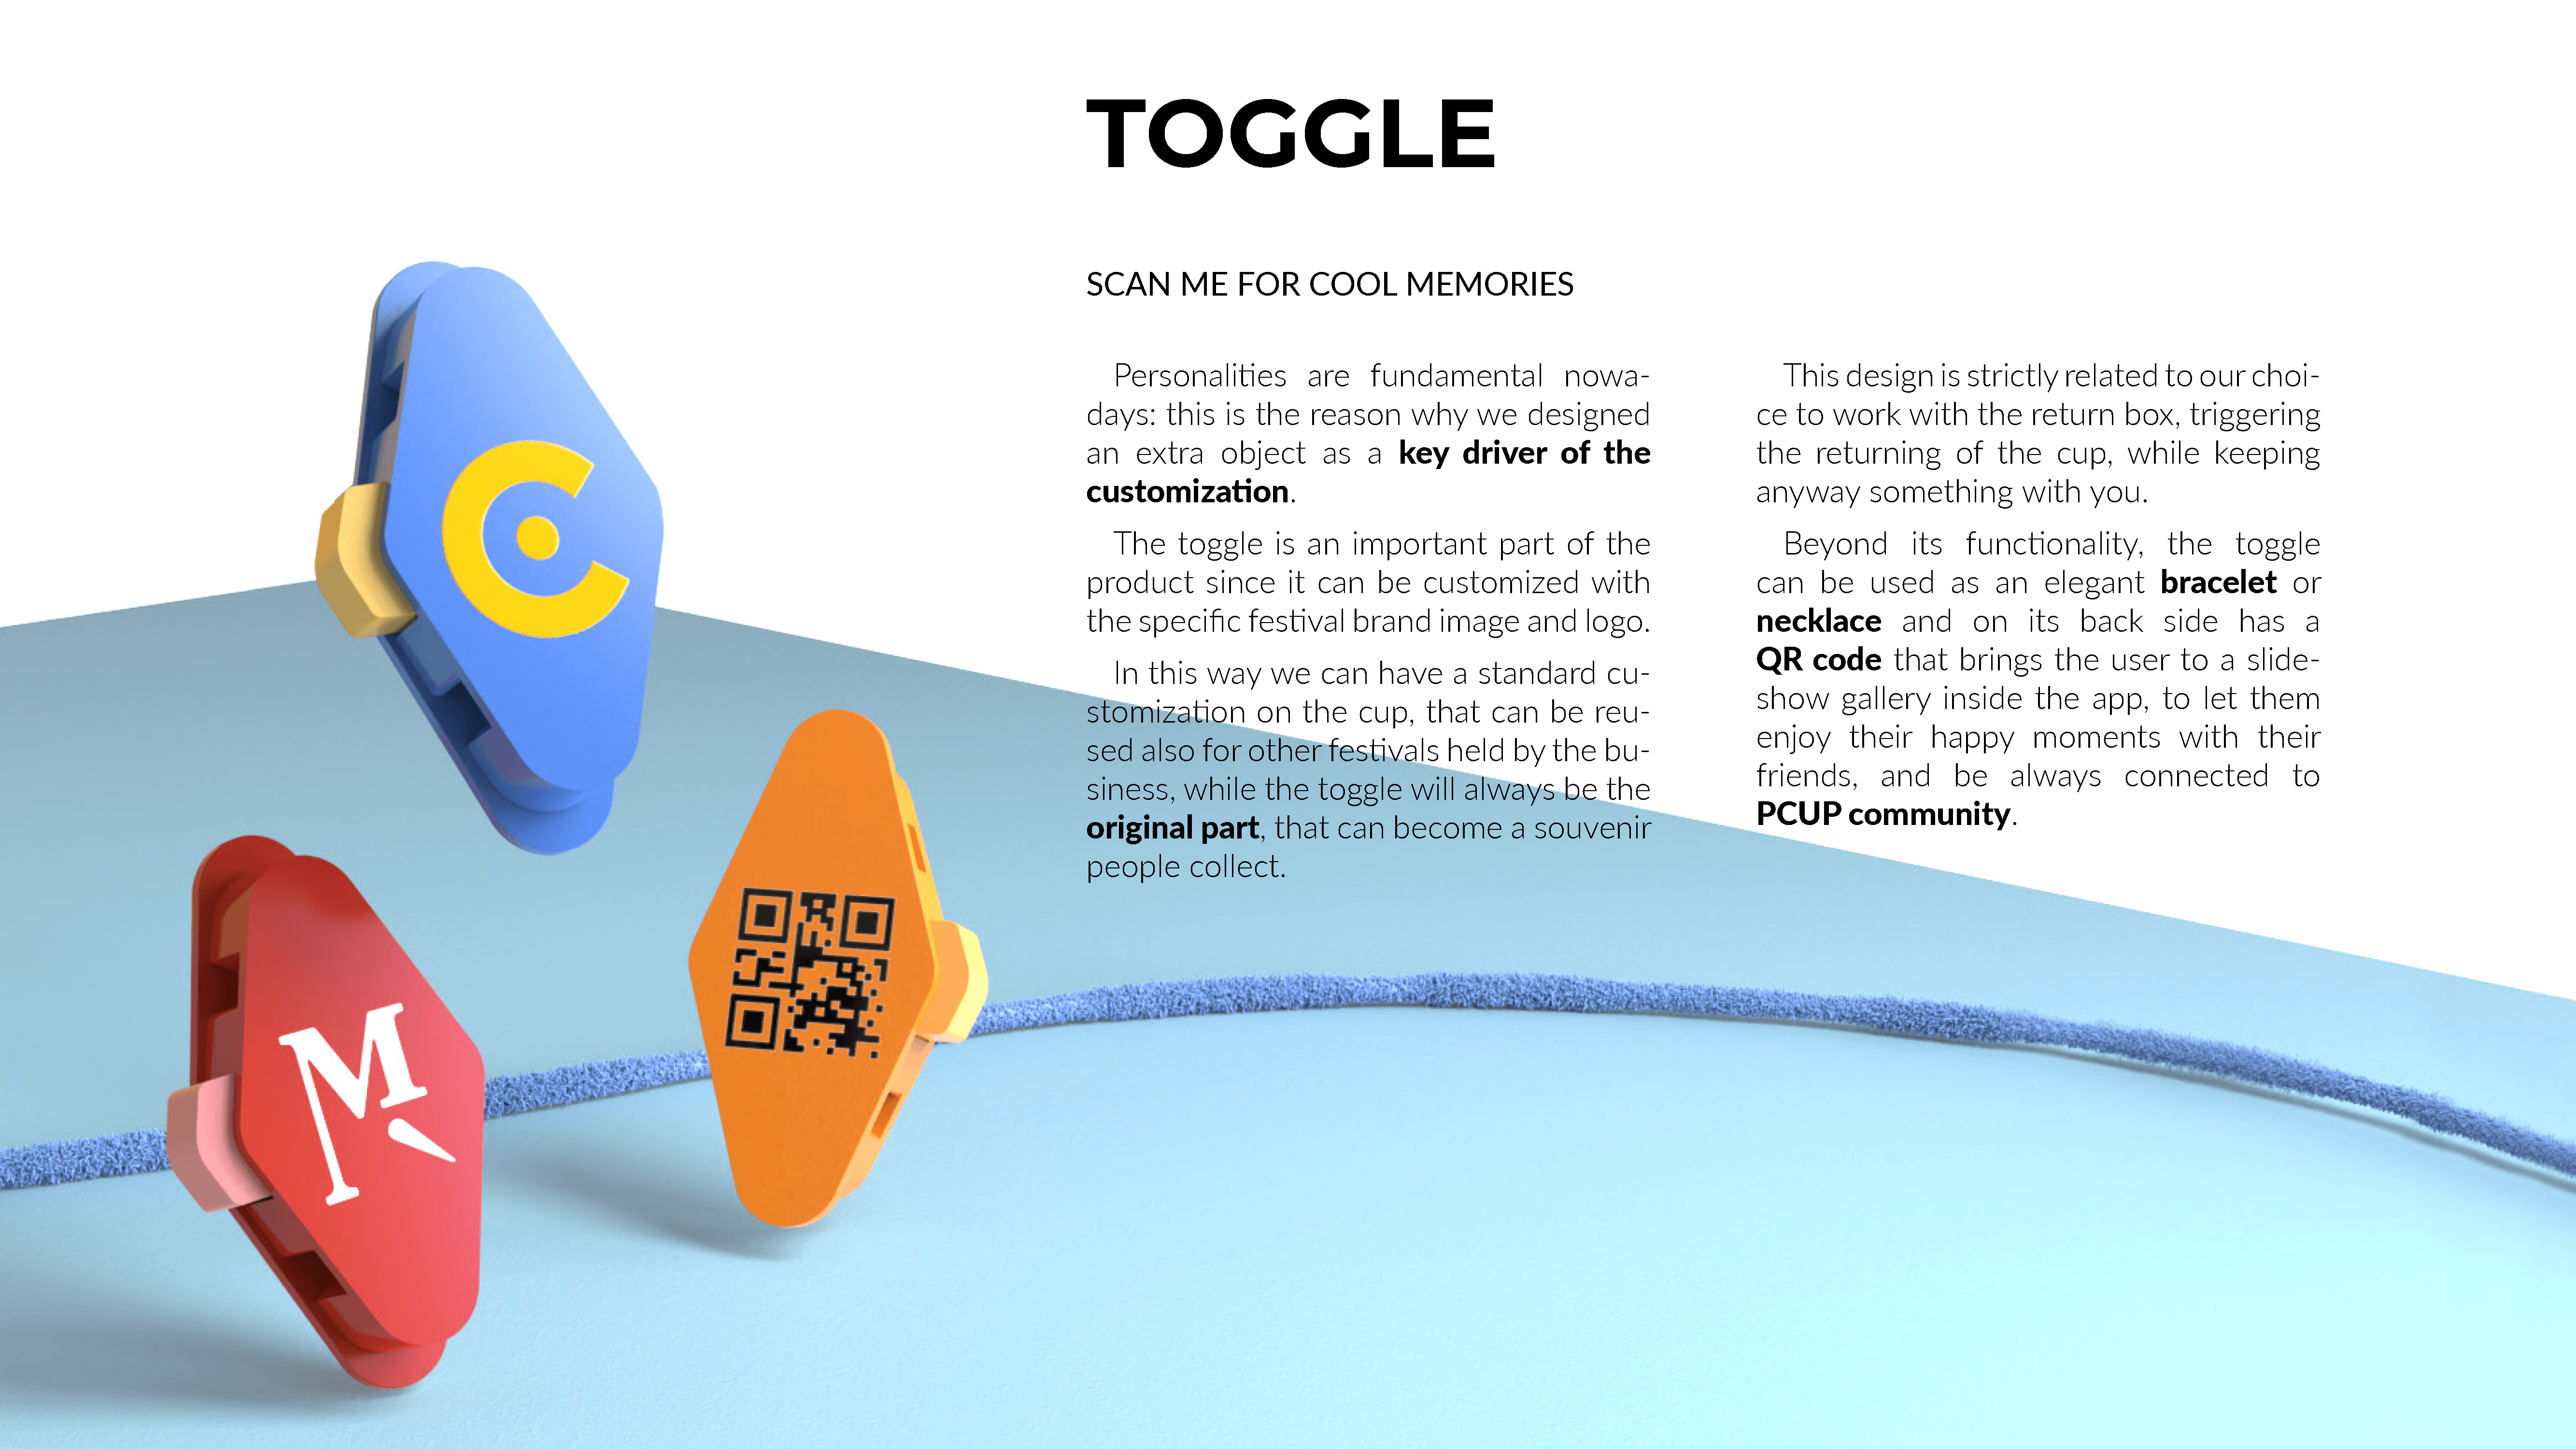 TOGGLE
SCAN ME FOR COOL MEMORIES
Personalities are fundamental nowa-
days: this is the reason why we designed
an extra object as a key driver of the
customization.
The toggle is an important part of the
product since it can be customized with
the specific festival brand image and logo.
In this way we can have a standard cu-
stomization on the cup, that can be reu-
sed also for other festivals held by the bu-
siness, while the toggle will always be the
original part, that can become a souvenir
people collect.
This design is strictly related to our choi-
ce to work with the return box, triggering
the returning of the cup, while keeping
anyway something with you.
Beyond its functionality, the toggle
can be used as an elegant bracelet or
necklace and on its back side has a
QR code that brings the user to a slide-
show gallery inside the app, to let them
enjoy their happy moments with their
friends, and be always connected to
PCUP community.
C
M